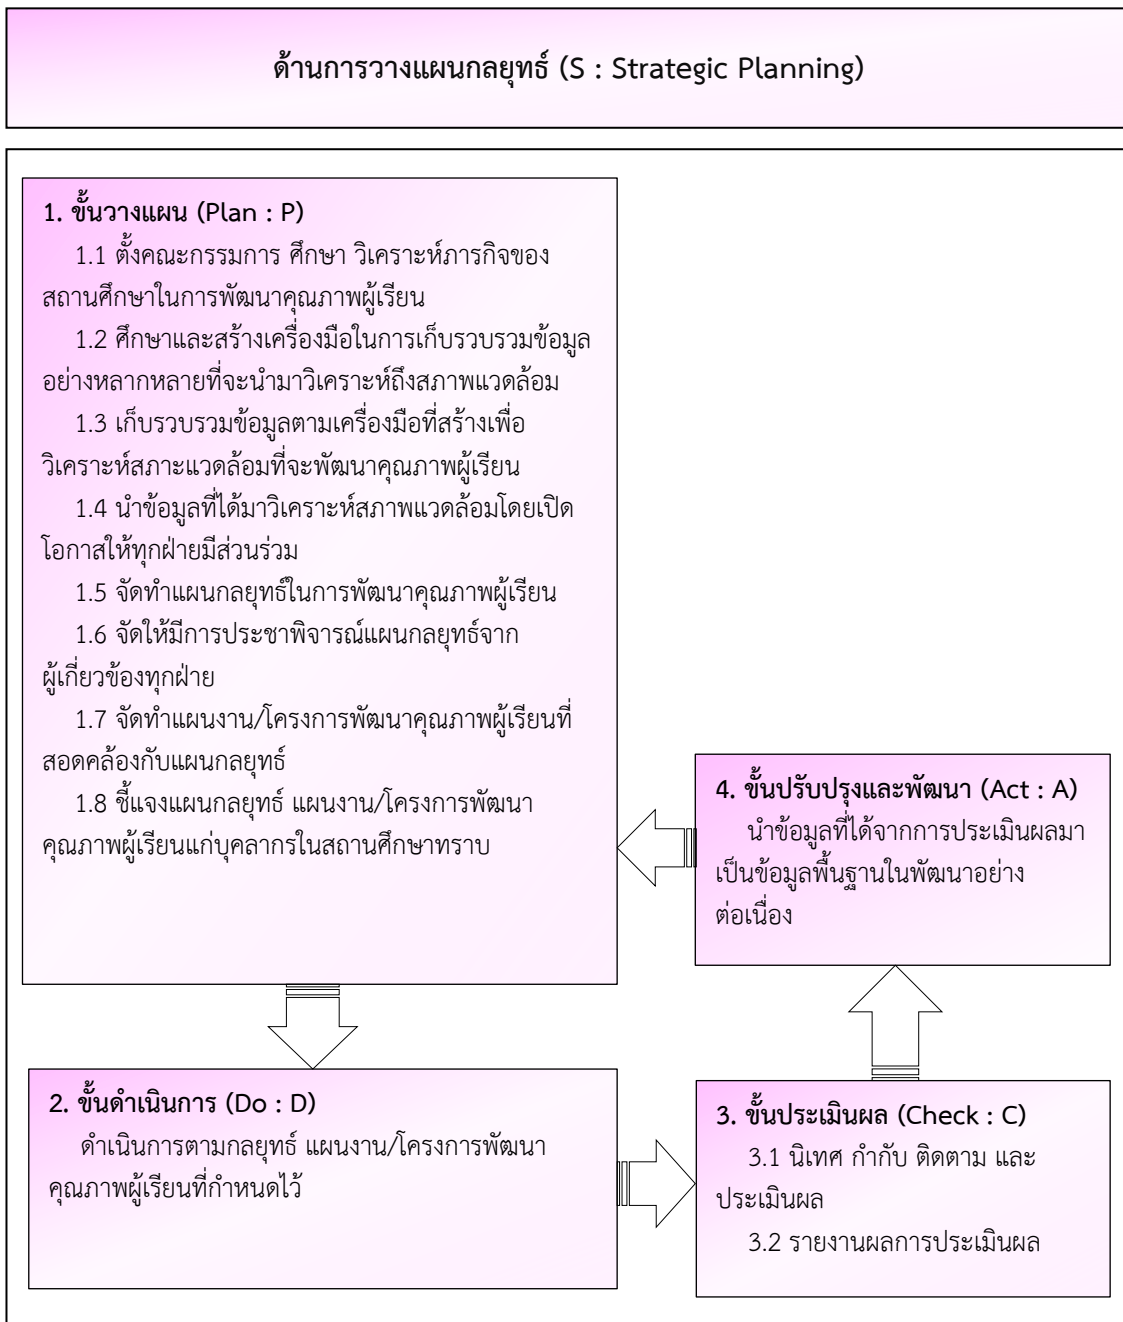 ด้านการวางแผนกลยุทธ์ (S : Strategic Planning)
1. ขั้นวางแผน (Plan : P)
1.1 ตั้งคณะกรรมการ ศึกษา วิเคราะห์ภารกิจของ
สถานศึกษาในการพัฒนาคุณภาพผู้เรียน
1.2 ศึกษาและสร้างเครื่องมือในการเก็บรวบรวมข้อมูล
อย่างหลากหลายที่จะนำมาวิเคราะห์ถึงสภาพแวดล้อม
1.3 เก็บรวบรวมข้อมูลตามเครื่องมือที่สร้างเพื่อ
วิเคราะห์สภาะแวดล้อมที่จะพัฒนาคุณภาพผู้เรียน
1.4 นำข้อมูลที่ได้มาวิเคราะห์สภาพแวดล้อมโดยเปิด
โอกาสให้ทุกฝ่ายมีส่วนร่วม
1.5 จัดทำแผนกลยุทธ์ในการพัฒนาคุณภาพผู้เรียน
1.6 จัดให้มีการประชาพิจารณ์แผนกลยุทธ์จาก
ผู้เกี่ยวข้องทุกฝ่าย
1.7 จัดทำแผนงาน/โครงการพัฒนาคุณภาพผู้เรียนที่
สอดคล้องกับแผนกลยุทธ์
1.8 ชี้แจงแผนกลยุทธ์ แผนงาน/โครงการพัฒนา
คุณภาพผู้เรียนแก่บุคลากรในสถานศึกษาทราบ
2. ขั้นดำเนินการ (Do : D)
ดำเนินการตามกลยุทธ์ แผนงาน/โครงการพัฒนา
คุณภาพผู้เรียนที่กำหนดไว้
3. ขั้นประเมินผล (Check : C)
3.1 นิเทศ กำกับ ติดตาม และ
ประเมินผล
3.2 รายงานผลการประเมินผล
4. ขั้นปรับปรุงและพัฒนา (Act : A)
นำข้อมูลที่ได้จากการประเมินผลมา
เป็นข้อมูลพื้นฐานในพัฒนาอย่าง
ต่อเนื่อง